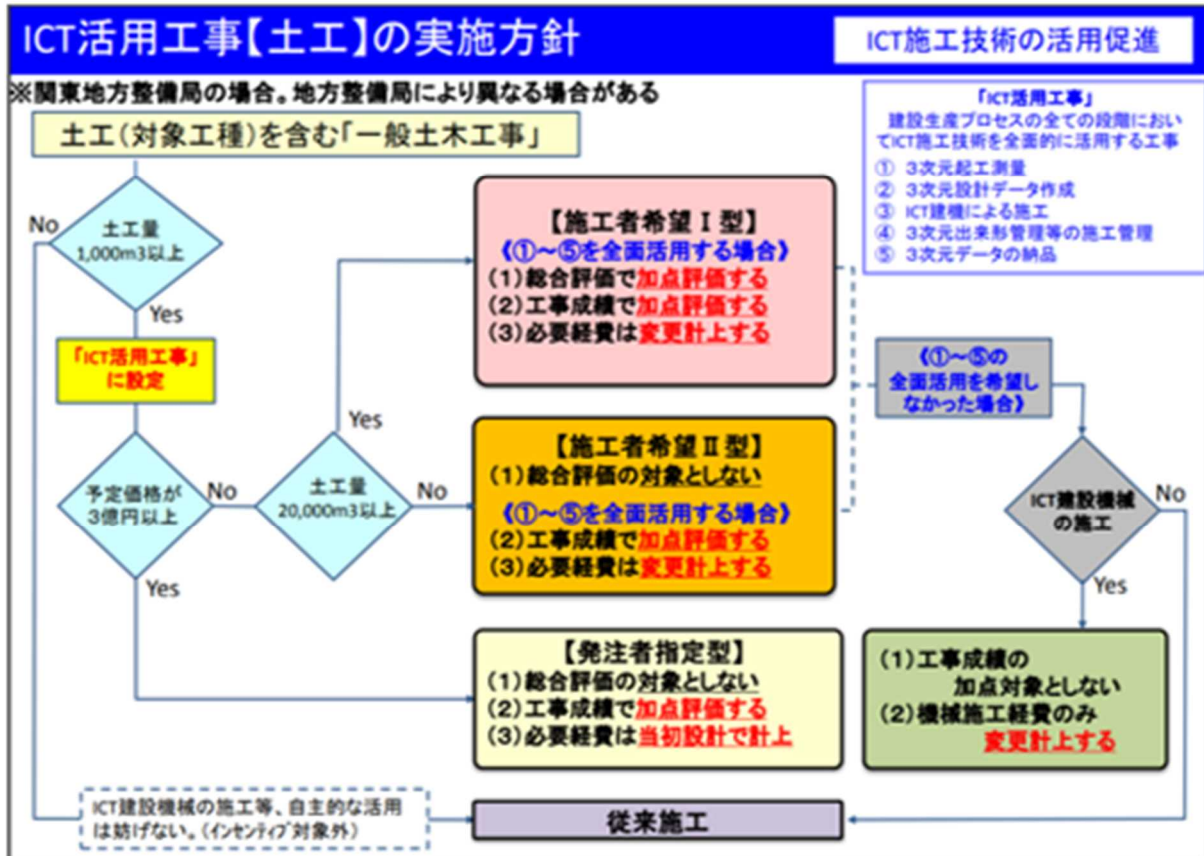 ICT活用工事【土工】の実施方針
ICT施工技術の活用促進
※関東地方整備局の場合。地方整備局により異なる場合がある
「ICT活用工事」
建設生産プロセスの全ての段階におい
てICT施工技術を全面的に活用する工事
① 3次元起工測量
② 3次元設計データ作成
③ ICT建機による施工
④ 3次元出来形管理等の施工管理
⑤ 3次元データの納品
土工(対象工種)を含む「一般土木工事」
No
土工量
1,000m3以上
Yes
「ICT活用工事」
に設定
予定価格が
3億円以上
No
Yes
土工量
20,000m3以上
Yes
No
【施工者希望Ⅰ型】
《①～⑤を全面活用する場合》
(1)総合評価で加点評価する
(2)工事成績で加点評価する
(3)必要経費は変更計上する
【施工者希望Ⅱ型】
(1)総合評価の対象としない
《①～⑤を全面活用する場合》
(2)工事成績で加点評価する
(3)必要経費は変更計上する
【発注者指定型】
(1)総合評価の対象としない
(2)工事成績で加点評価する
(3)必要経費は当初設計で計上
《①～⑤の
全面活用を希望し
なかった場合》
ICT建設機械
の施工
No
Yes
(1)工事成績の
加点対象としない
(2)機械施工経費のみ
変更計上する
ICT建設機械の施工等、自主的な活用
は妨げない。(インセンティブ対象外)
従来施工